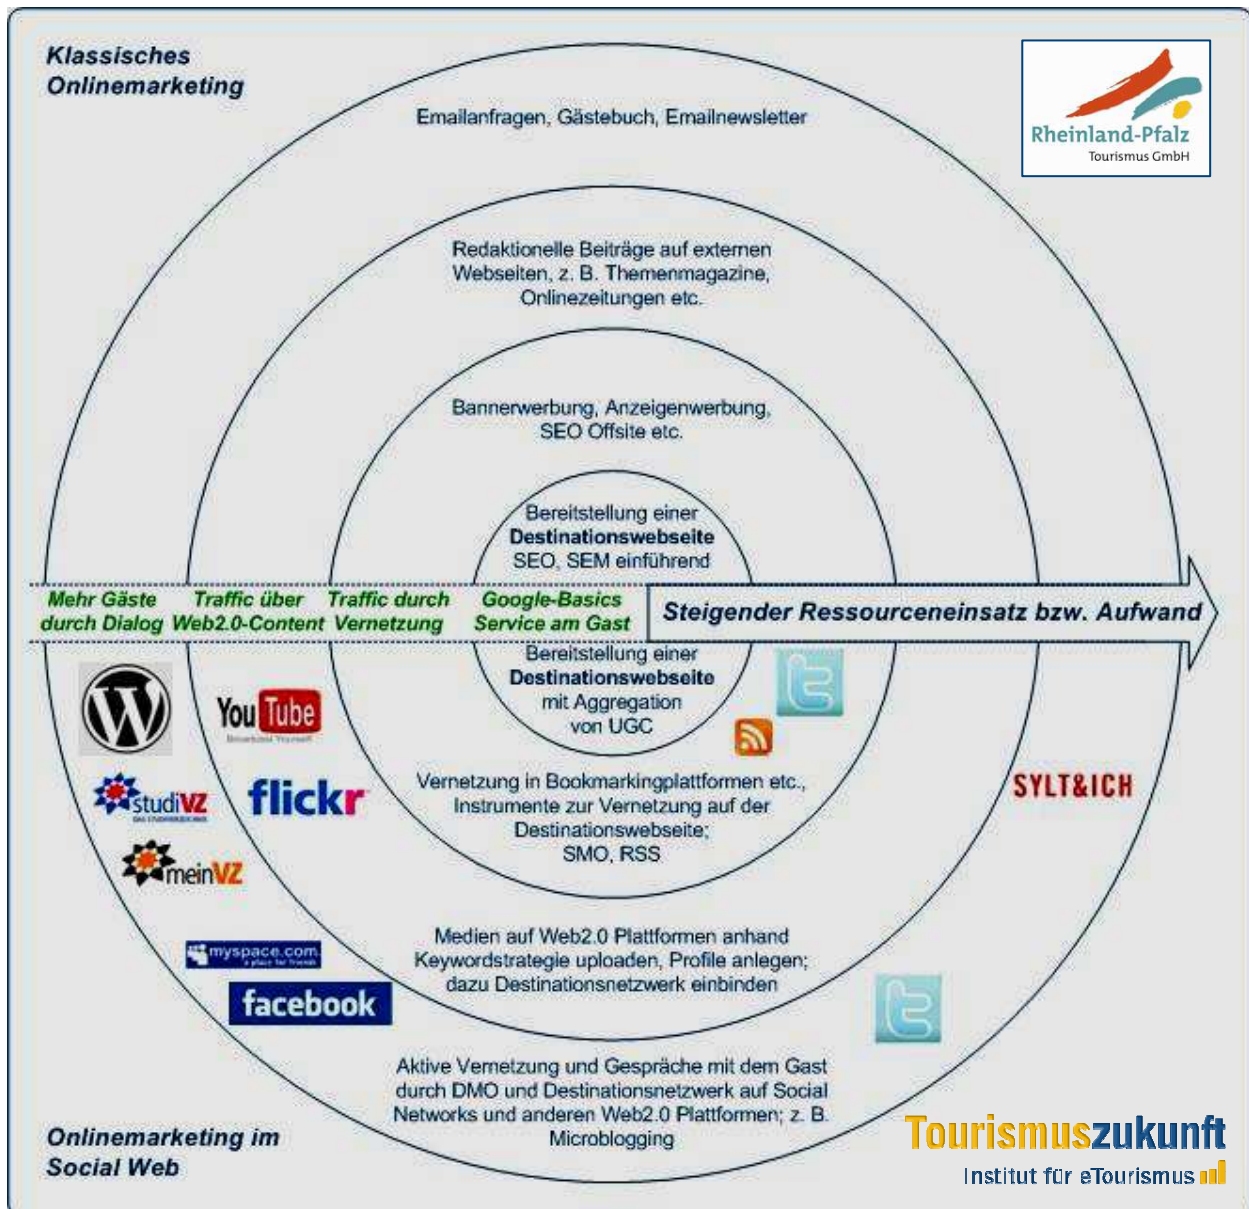 Klassisches
Onlinemarketing
Rheinland-Pfalz
Tourismus GmbH
Emailanfragen, Gästebuch, Emailnewsletter
Redaktionelle Beiträge auf externen
Webseiten, z. B. Themenmagazine,
Onlinezeitungen etc.
Bannerwerbung, Anzeigenwerbung,
SEO Offsite etc.
Bereitstellung einer
Destinationswebseite
SEO, SEM einführend
Mehr Gäste
durch Dialog
Traffic über
Web2.0-Content
Traffic durch
Vernetzung
Google-Basics
Service am Gast
Steigender Ressourceneinsatz bzw. Aufwand
Bereitstellung einer
Destinationswebseite
mit Aggregation
von UGC
W
YouTube
Broadcast Yourself
t
studiVZ
flickr
meinVZ
Vernetzung in Bookmarkingplattformen etc.,
Instrumente zur Vernetzung auf der
Destinationswebseite;
SMO, RSS
SYLT&ICH
myspace.com
a place for friends
facebook
Medien auf Web2.0 Plattformen anhand
Keywordstrategie uploaden, Profile anlegen;
dazu Destinationsnetzwerk einbinden
t
Aktive Vernetzung und Gespräche mit dem Gast
durch DMO und Destinationsnetzwerk auf Social
Networks und anderen Web2.0 Plattformen; z. B.
Microblogging
Onlinemarketing im
Social Web
Tourismuszukunft
Institut für eTourismus